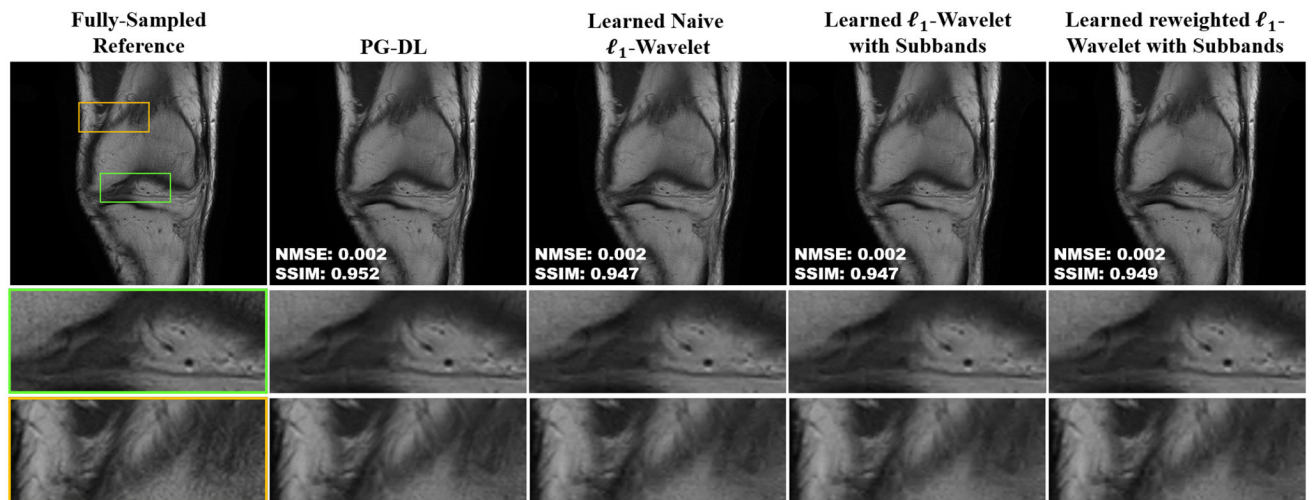 Fully-Sampled
Reference
PG-DL
Learned Naive
ℓ₁-Wavelet
Learned ℓ₁-Wavelet
with Subbands
Learned reweighted ℓ₁-
Wavelet with Subbands
NMSE: 0.002
SSIM: 0.952
NMSE: 0.002
SSIM: 0.947
NMSE: 0.002
SSIM: 0.947
NMSE: 0.002
SSIM: 0.949